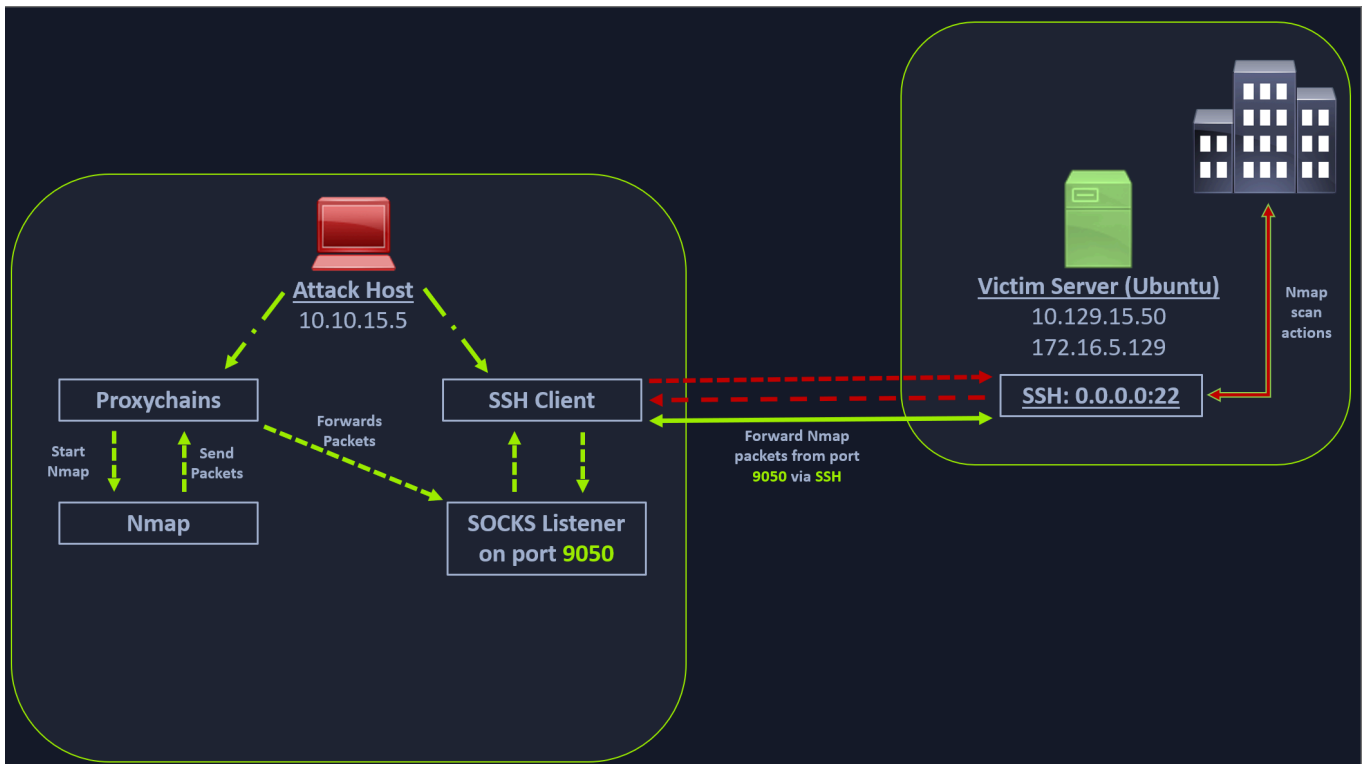 Attack Host
10.10.15.5
Proxychains
SSH Client
Forwards
Packets
Start
Nmap
Send
Packets
Nmap
SOCKS Listener
on port 9050
Forward Nmap
packets from port
9050 via SSH
Victim Server (Ubuntu)
10.129.15.50
172.16.5.129
SSH: 0.0.0.0:22
Nmap
scan
actions